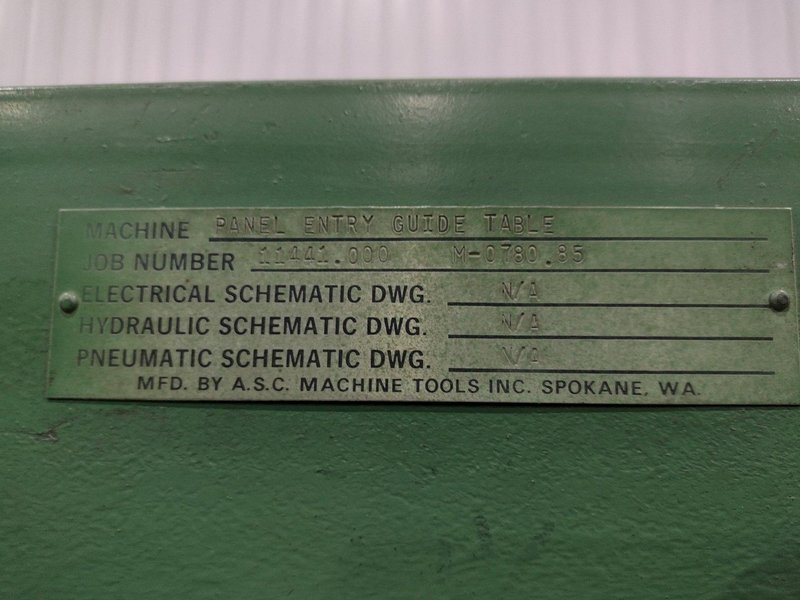 MACHINE PANEL ENTRY GUIDE TABLE
JOB NUMBER 11441.000 M-0780.85
ELECTRICAL SCHEMATIC DWG. N/A
HYDRAULIC SCHEMATIC DWG. N/A
PNEUMATIC SCHEMATIC DWG. N/A
MFD. BY A.S.C. MACHINE TOOLS INC. SPOKANE, WA.